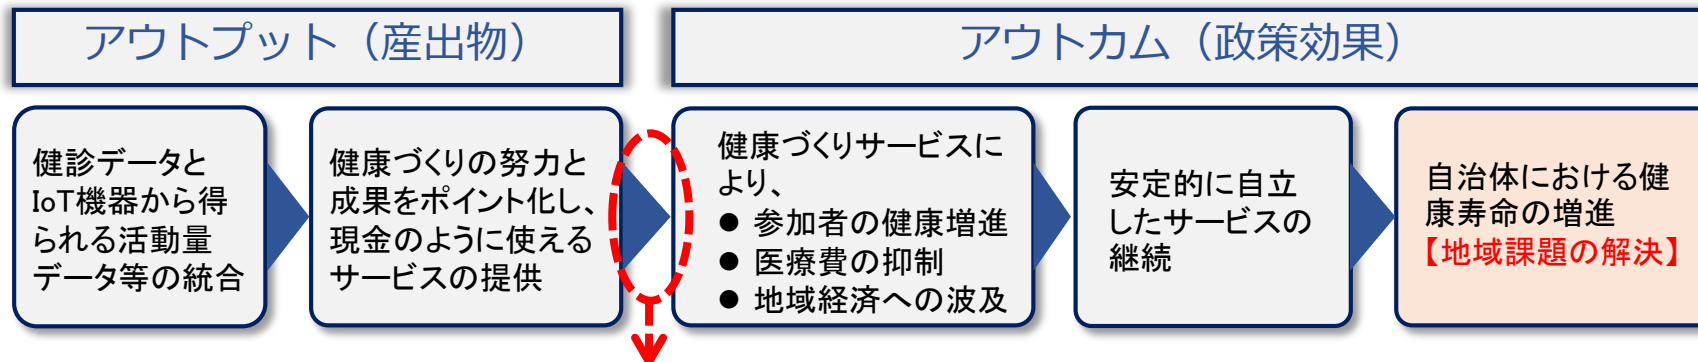 アウトプット（産出物）
アウトカム（政策効果）
健診データと
IoT機器から得
られる活動量
データ等の統合
健康づくりの努力と
成果をポイント化し、
現金のように使える
サービスの提供
健康づくりサービスに
より、
● 参加者の健康増進
● 医療費の抑制
● 地域経済への波及
安定的に自立
したサービスの
継続
自治体における健
康寿命の増進
【地域課題の解決】